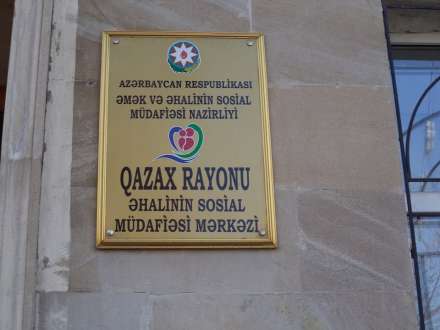 AZƏRBAYCAN RESPUBLİKASI
ƏMƏK VƏ ƏHALİNİN SOSİAL
MÜDAFİƏSİ NAZİRLİYİ
QAZAX RAYONU
ƏHALİNİN SOSİAL
MÜDAFİƏSİ MƏRKƏZİ